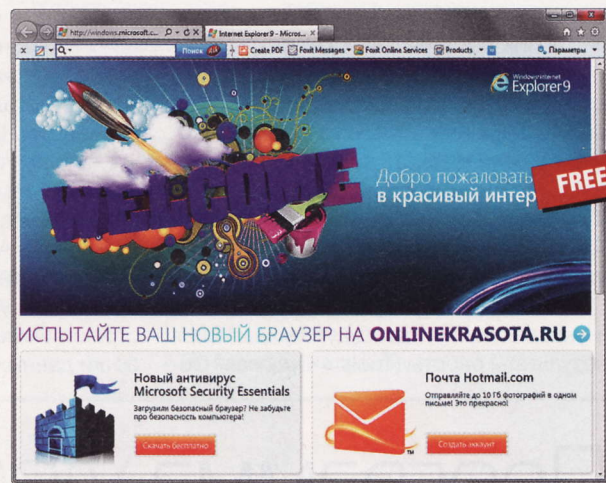 http://windows.microsoft.c...
Internet Explorer 9 - Micros...
Поиск
Create PDF
Foxit Messages
Foxit Online Services
Products
Параметры
WindowsInternet
Explorer9
WELCOME
Добро пожаловать
в красивый интер
FREE
ИСПЫТАЙТЕ ВАШ НОВЫЙ БРАУЗЕР НА ONLINEKRASOTA.RU
Новый антивирус
Microsoft Security Essentials
Загрузили безопасный браузер? Не забудьте
про безопасность компьютера!
Скачать бесплатно
Почта Hotmail.com
Отправляйте до 10 Гб фотографий в одном
письме! Это прекрасно!
Создать аккаунт
TM